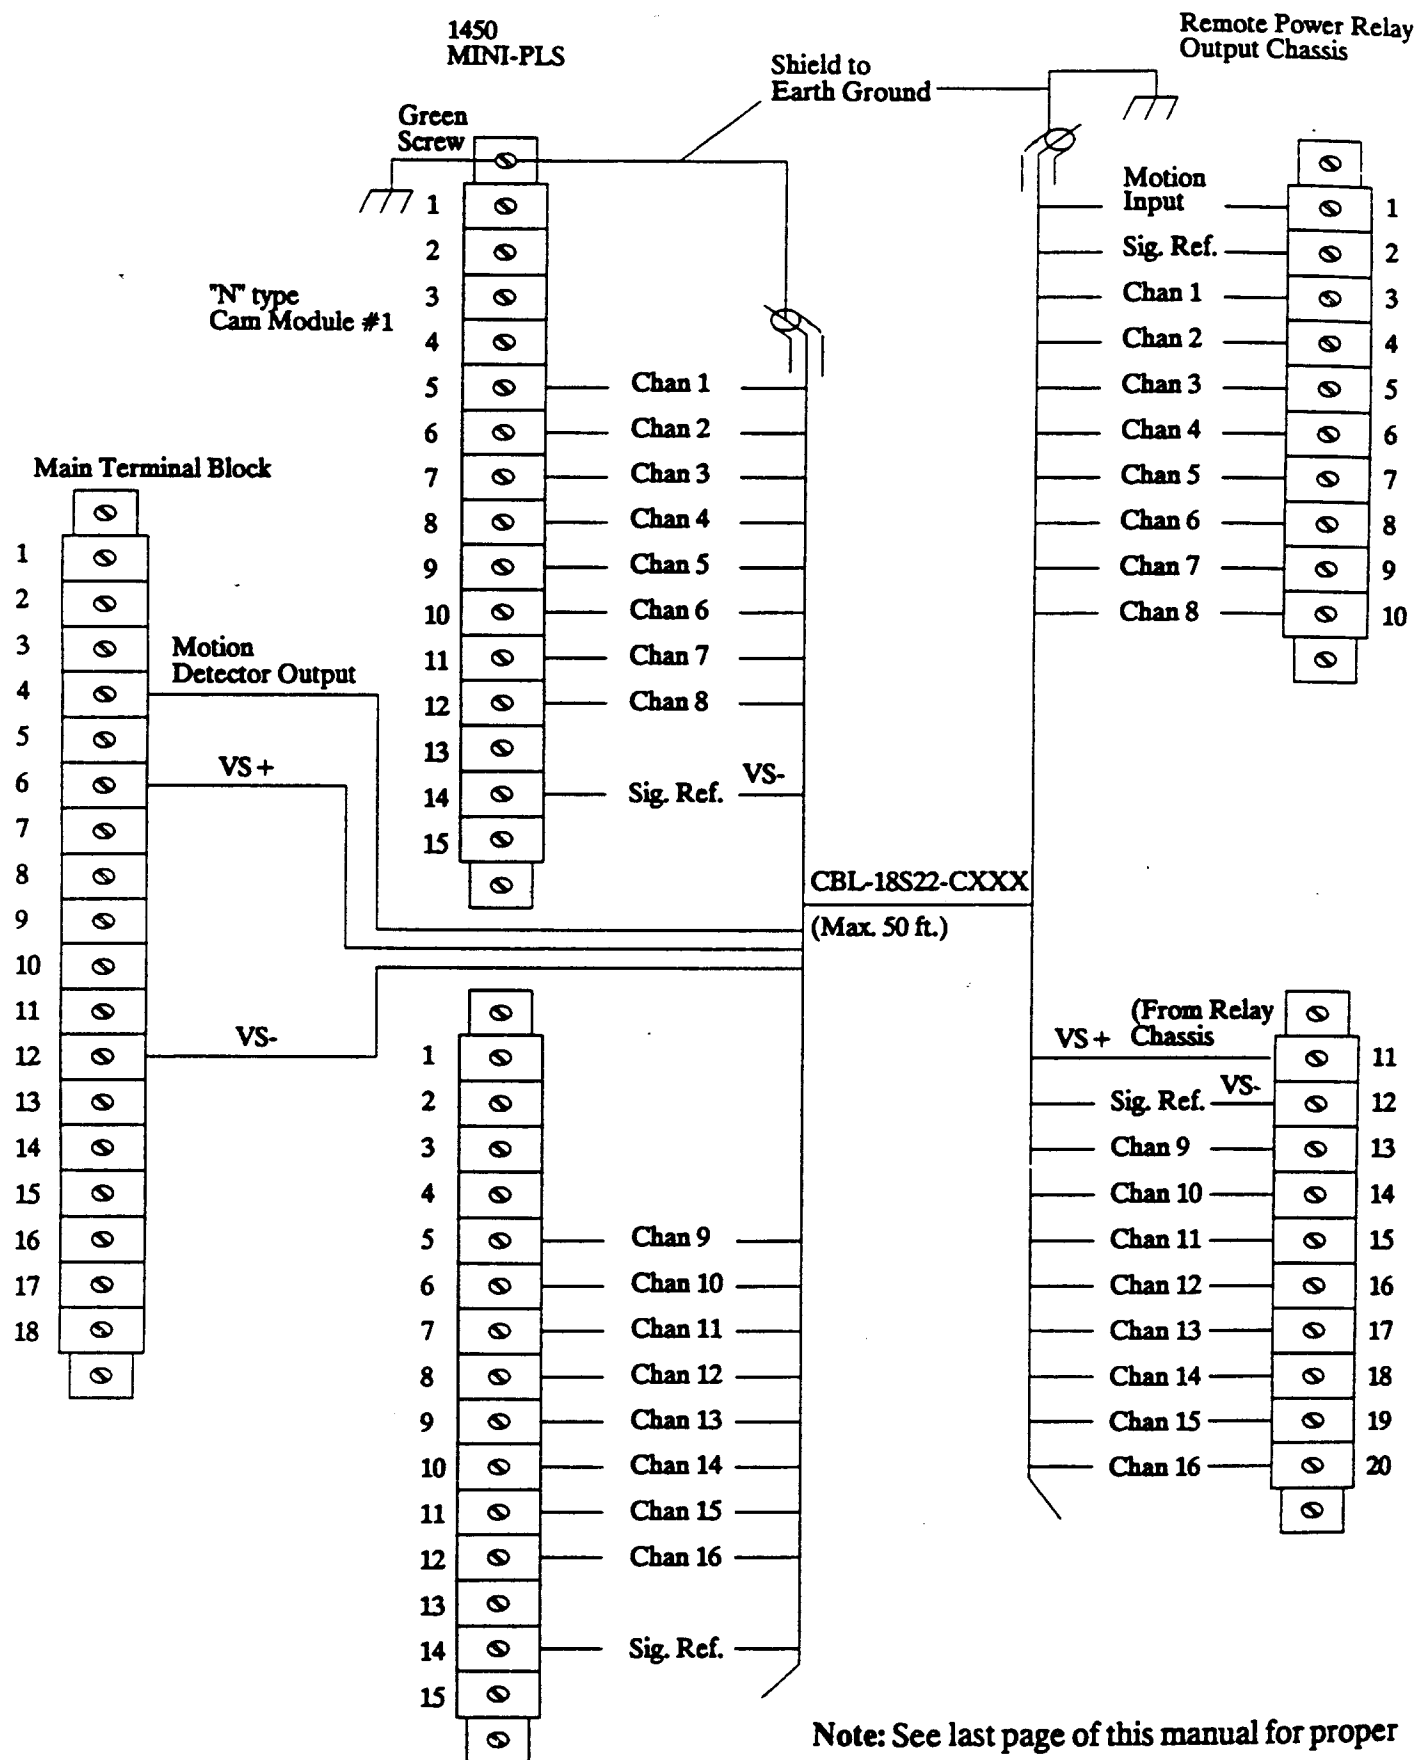 1450
MINI-PLS
Remote Power Relay
Output Chassis
Shield to
Earth Ground
Green
Screw
"N" type
Cam Module #1
1
2
3
4
5 Chan 1
6 Chan 2
7 Chan 3
8 Chan 4
9 Chan 5
10 Chan 6
11 Chan 7
12 Chan 8
13
14 Sig. Ref. VS-
15
Motion
Input 1
Sig. Ref. 2
Chan 1 3
Chan 2 4
Chan 3 5
Chan 4 6
Chan 5 7
Chan 6 8
Chan 7 9
Chan 8 10
Main Terminal Block
1
2
3
Motion
Detector Output
4
5
6 VS +
7
8
9
10
11
12 VS-
13
14
15
16
17
18
CBL-18S22-CXXX
(Max. 50 ft.)
1
2
3
4
5 Chan 9
6 Chan 10
7 Chan 11
8 Chan 12
9 Chan 13
10 Chan 14
11 Chan 15
12 Chan 16
13
14 Sig. Ref.
15
(From Relay
VS + Chassis 11
Sig. Ref. VS- 12
Chan 9 13
Chan 10 14
Chan 11 15
Chan 12 16
Chan 13 17
Chan 14 18
Chan 15 19
Chan 16 20
Note: See last page of this manual for proper